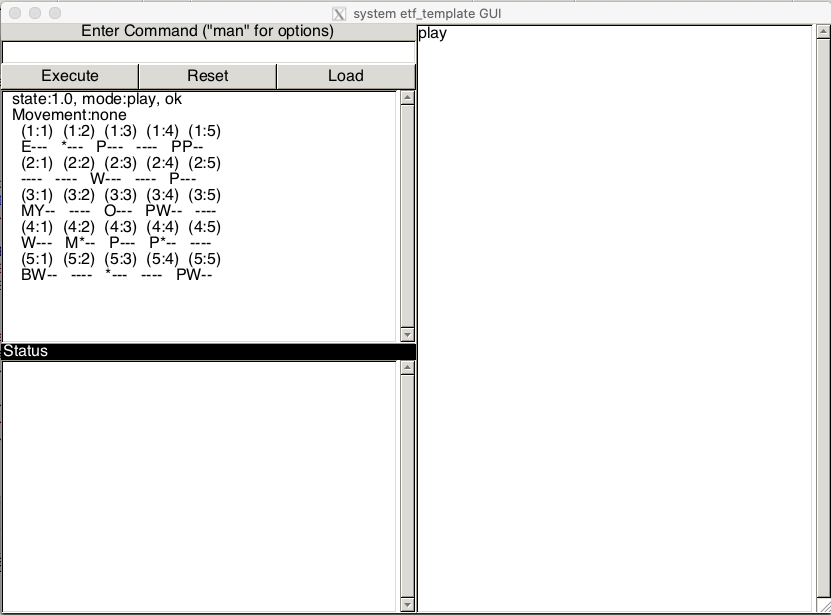 system etf_template GUI
Enter Command ("man" for options)
Execute Reset Load
state:1.0, mode:play, ok
Movement:none
(1:1) (1:2) (1:3) (1:4) (1:5)
E--- *--- P--- ---- PP--
(2:1) (2:2) (2:3) (2:4) (2:5)
---- ---- W--- ---- P---
(3:1) (3:2) (3:3) (3:4) (3:5)
MY-- ---- O--- PW-- ----
(4:1) (4:2) (4:3) (4:4) (4:5)
W--- M*-- P--- P*-- ----
(5:1) (5:2) (5:3) (5:4) (5:5)
BW-- ---- *--- ---- PW--
Status
play